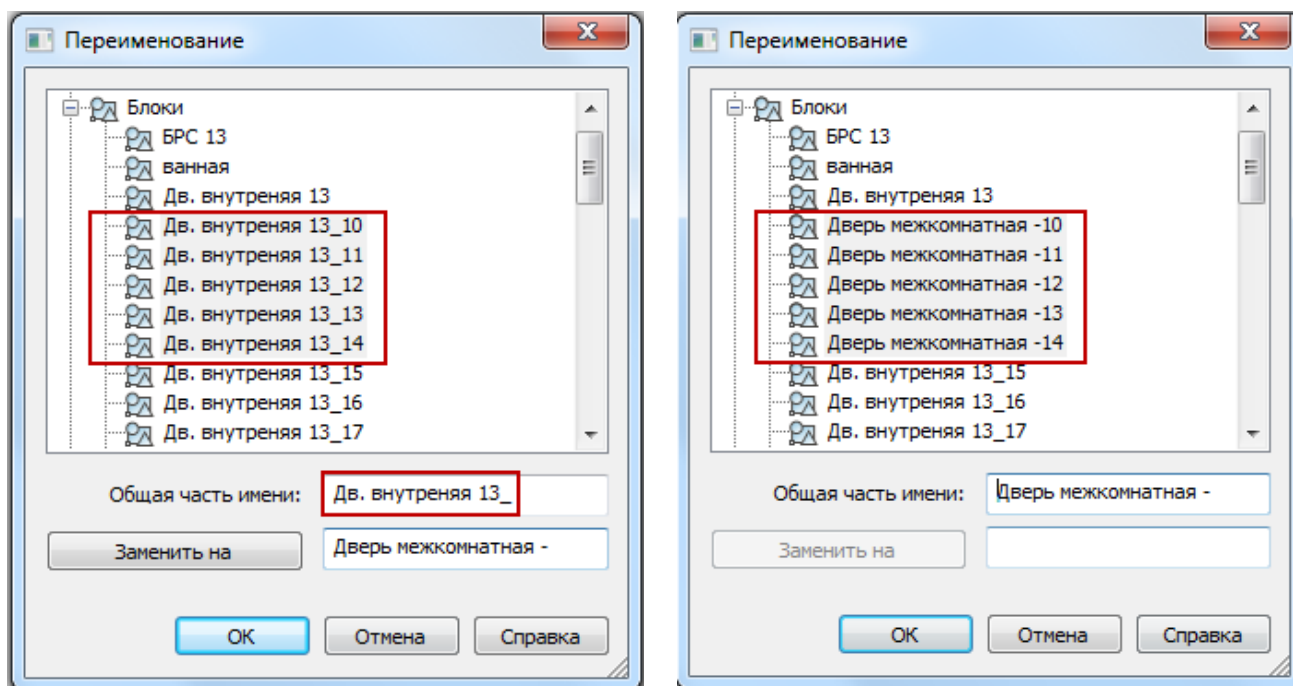 Переименование
Блоки
БРС 13
ванная
Дв. внутреняя 13
Дв. внутреняя 13_10
Дв. внутреняя 13_11
Дв. внутреняя 13_12
Дв. внутреняя 13_13
Дв. внутреняя 13_14
Дв. внутреняя 13_15
Дв. внутреняя 13_16
Дв. внутреняя 13_17
Общая часть имени: Дв. внутреняя 13_
Заменить на Дверь межкомнатная -
ОК Отмена Справка
Переименование
Блоки
БРС 13
ванная
Дв. внутреняя 13
Дверь межкомнатная -10
Дверь межкомнатная -11
Дверь межкомнатная -12
Дверь межкомнатная -13
Дверь межкомнатная -14
Дв. внутреняя 13_15
Дв. внутреняя 13_16
Дв. внутреняя 13_17
Общая часть имени: Дверь межкомнатная -
Заменить на
ОК Отмена Справка